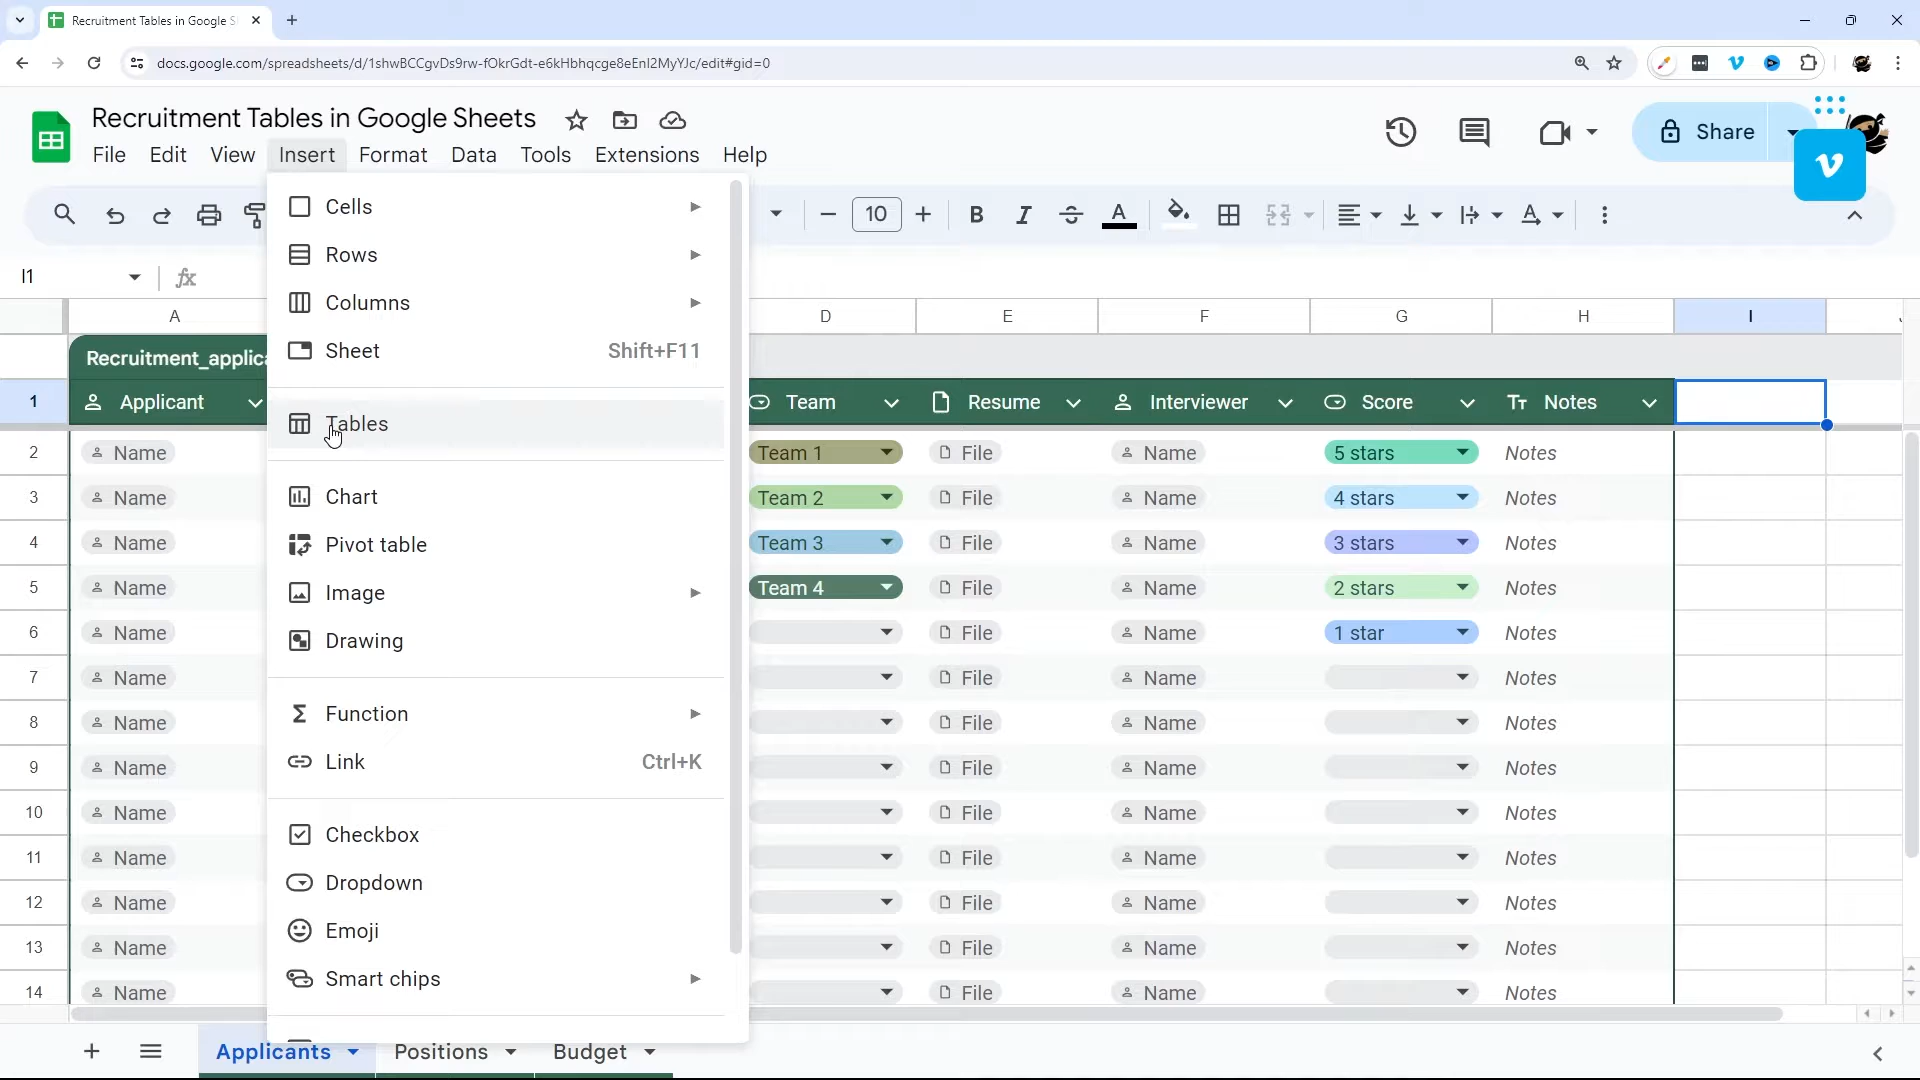 Recruitment Tables in Google S
docs.google.com/spreadsheets/d/1shwBCCgvDs9rw-fOkrGdt-e6kHbhqcge8eEnI2MyYJc/edit#gid=0
Recruitment Tables in Google Sheets
File Edit View Insert Format Data Tools Extensions Help
Share
10 B I A A
I1 fx
A D E F G H I
Cells
Rows
Columns
Sheet Shift+F11
Tables
Chart
Pivot table
Image
Drawing
Function
Link Ctrl+K
Checkbox
Dropdown
Emoji
Smart chips
Recruitment_applica
1 Applicant Team Resume Interviewer Score Tт Notes
2 Name Team 1 File Name 5 stars Notes
3 Name Team 2 File Name 4 stars Notes
4 Name Team 3 File Name 3 stars Notes
5 Name Team 4 File Name 2 stars Notes
6 Name File Name 1 star Notes
7 Name File Name Notes
8 Name File Name Notes
9 Name File Name Notes
10 Name File Name Notes
11 Name File Name Notes
12 Name File Name Notes
13 Name File Name Notes
14 Name File Name Notes
Applicants Positions Budget